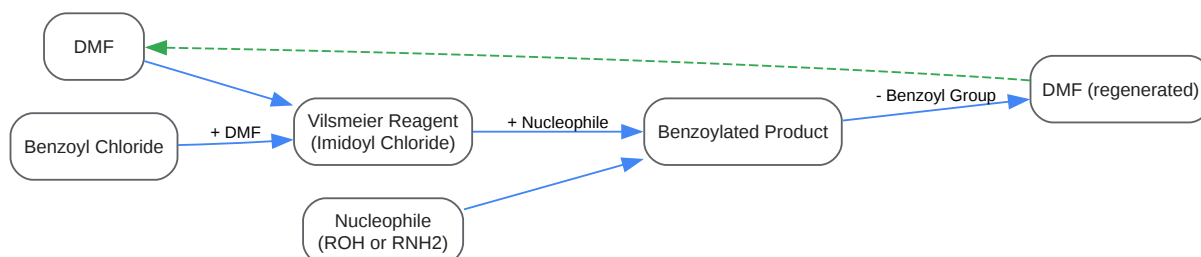 DMF
Benzoyl Chloride
+ DMF
Vilsmeier Reagent
(Imidoyl Chloride)
+ Nucleophile
Nucleophile
(ROH or RNH2)
Benzoylated Product
- Benzoyl Group
DMF (regenerated)